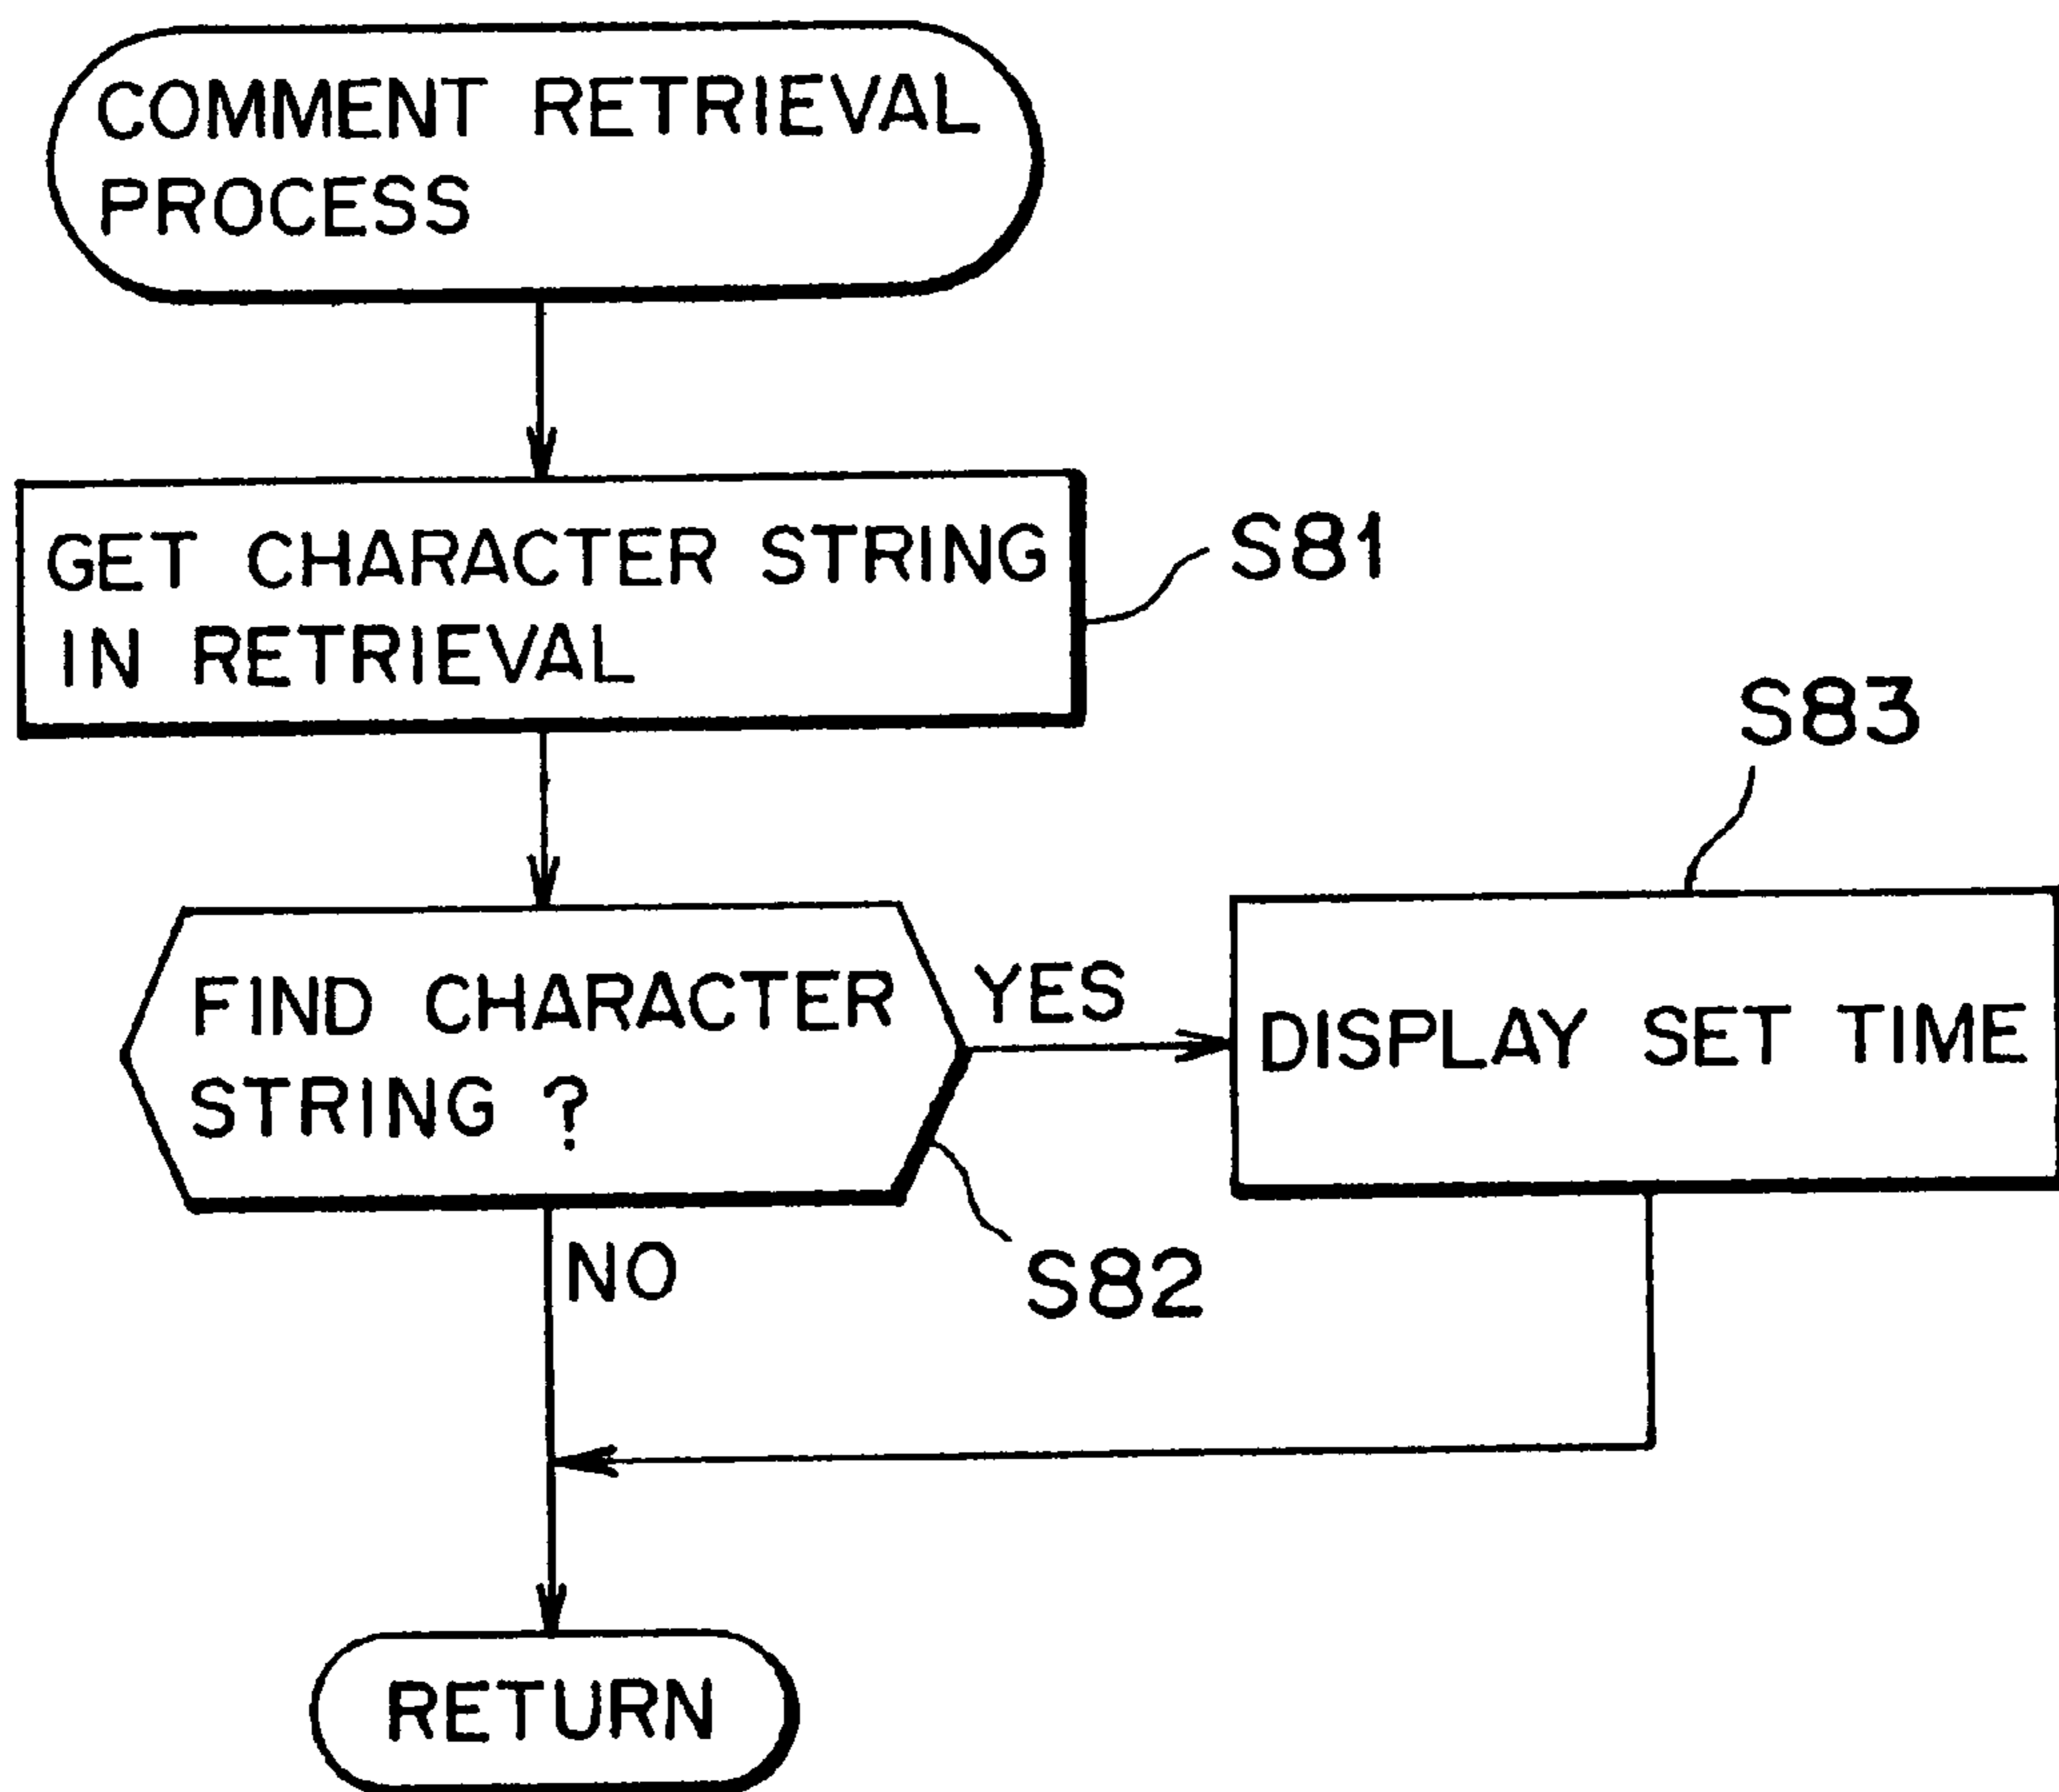 COMMENT RETRIEVAL
PROCESS
GET CHARACTER STRING
IN RETRIEVAL
S81
S83
FIND CHARACTER
STRING ?
YES
DISPLAY SET TIME
NO
S82
RETURN